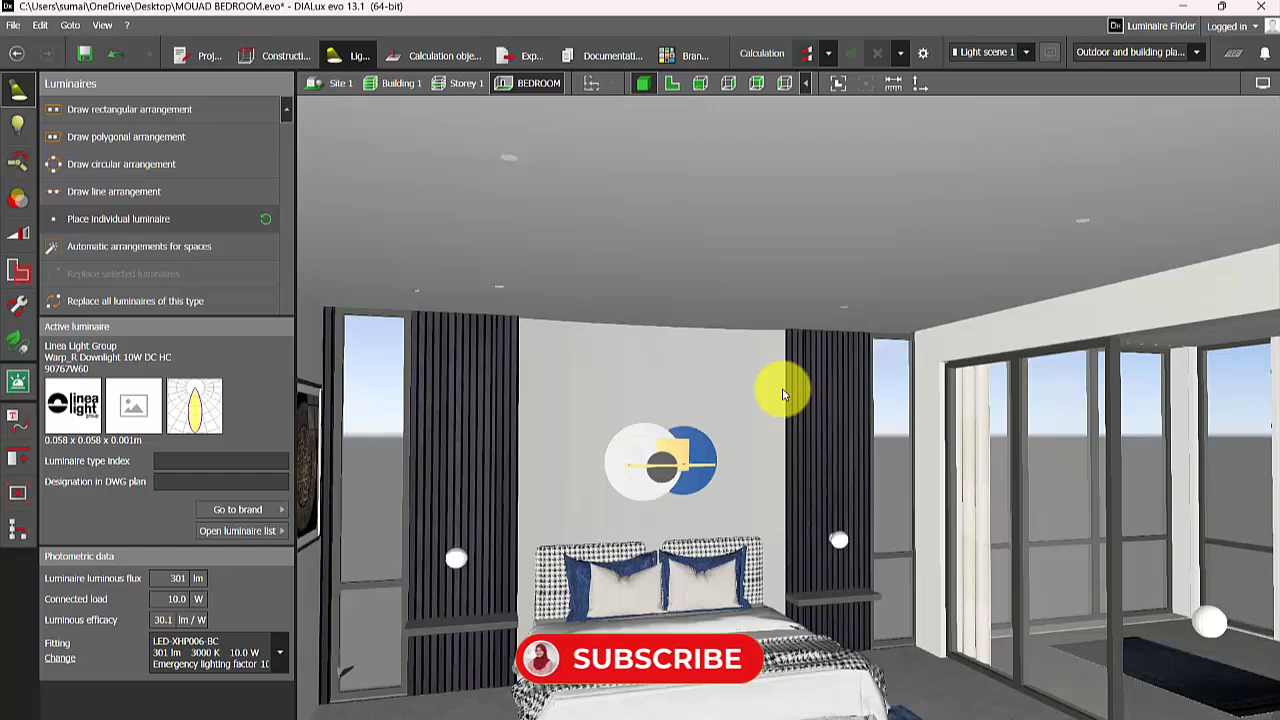 C:\Users\sumai\OneDrive\Desktop\MOUAD BEDROOM.evo* - DIALux evo 13.1 (64-bit)
File Edit Goto View ?
Luminaire Finder
Logged in
Proj...
Constructi...
Lig...
Calculation obje...
Exp...
Documentati...
Bran...
Calculation
Light scene 1
Outdoor and building pla...
Luminaires
Site 1
Building 1
Storey 1
BEDROOM
Draw rectangular arrangement
Draw polygonal arrangement
Draw circular arrangement
Draw line arrangement
Place individual luminaire
Automatic arrangements for spaces
Replace selected luminaires
Replace all luminaires of this type
Active luminaire
Linea Light Group
Warp_R Downlight 10W DC HC
90767W60
linea
light
group
0.058 x 0.058 x 0.001m
Luminaire type index
Designation in DWG plan
Go to brand
Open luminaire list
Photometric data
Luminaire luminous flux 301 lm
Connected load 10.0 W
Luminous efficacy 30.1 lm / W
Fitting
Change
LED-XHP006-BC
301 lm 3000 K 10.0 W
Emergency lighting factor 10
SUBSCRIBE